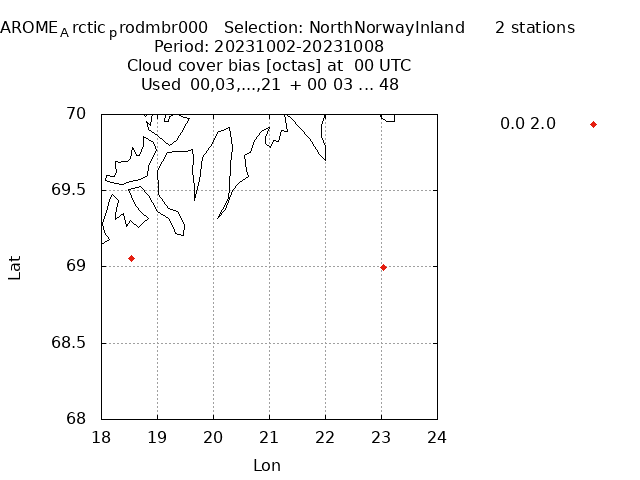 AROME_Arctic_prodmbr000 Selection: NorthNorwayInland 2 stations
Period: 20231002-20231008
Cloud cover bias [octas] at 00 UTC
Used 00,03,...,21 + 00 03 ... 48
0.0 2.0
70
69.5
69
68.5
68
18 19 20 21 22 23 24
Lat
Lon